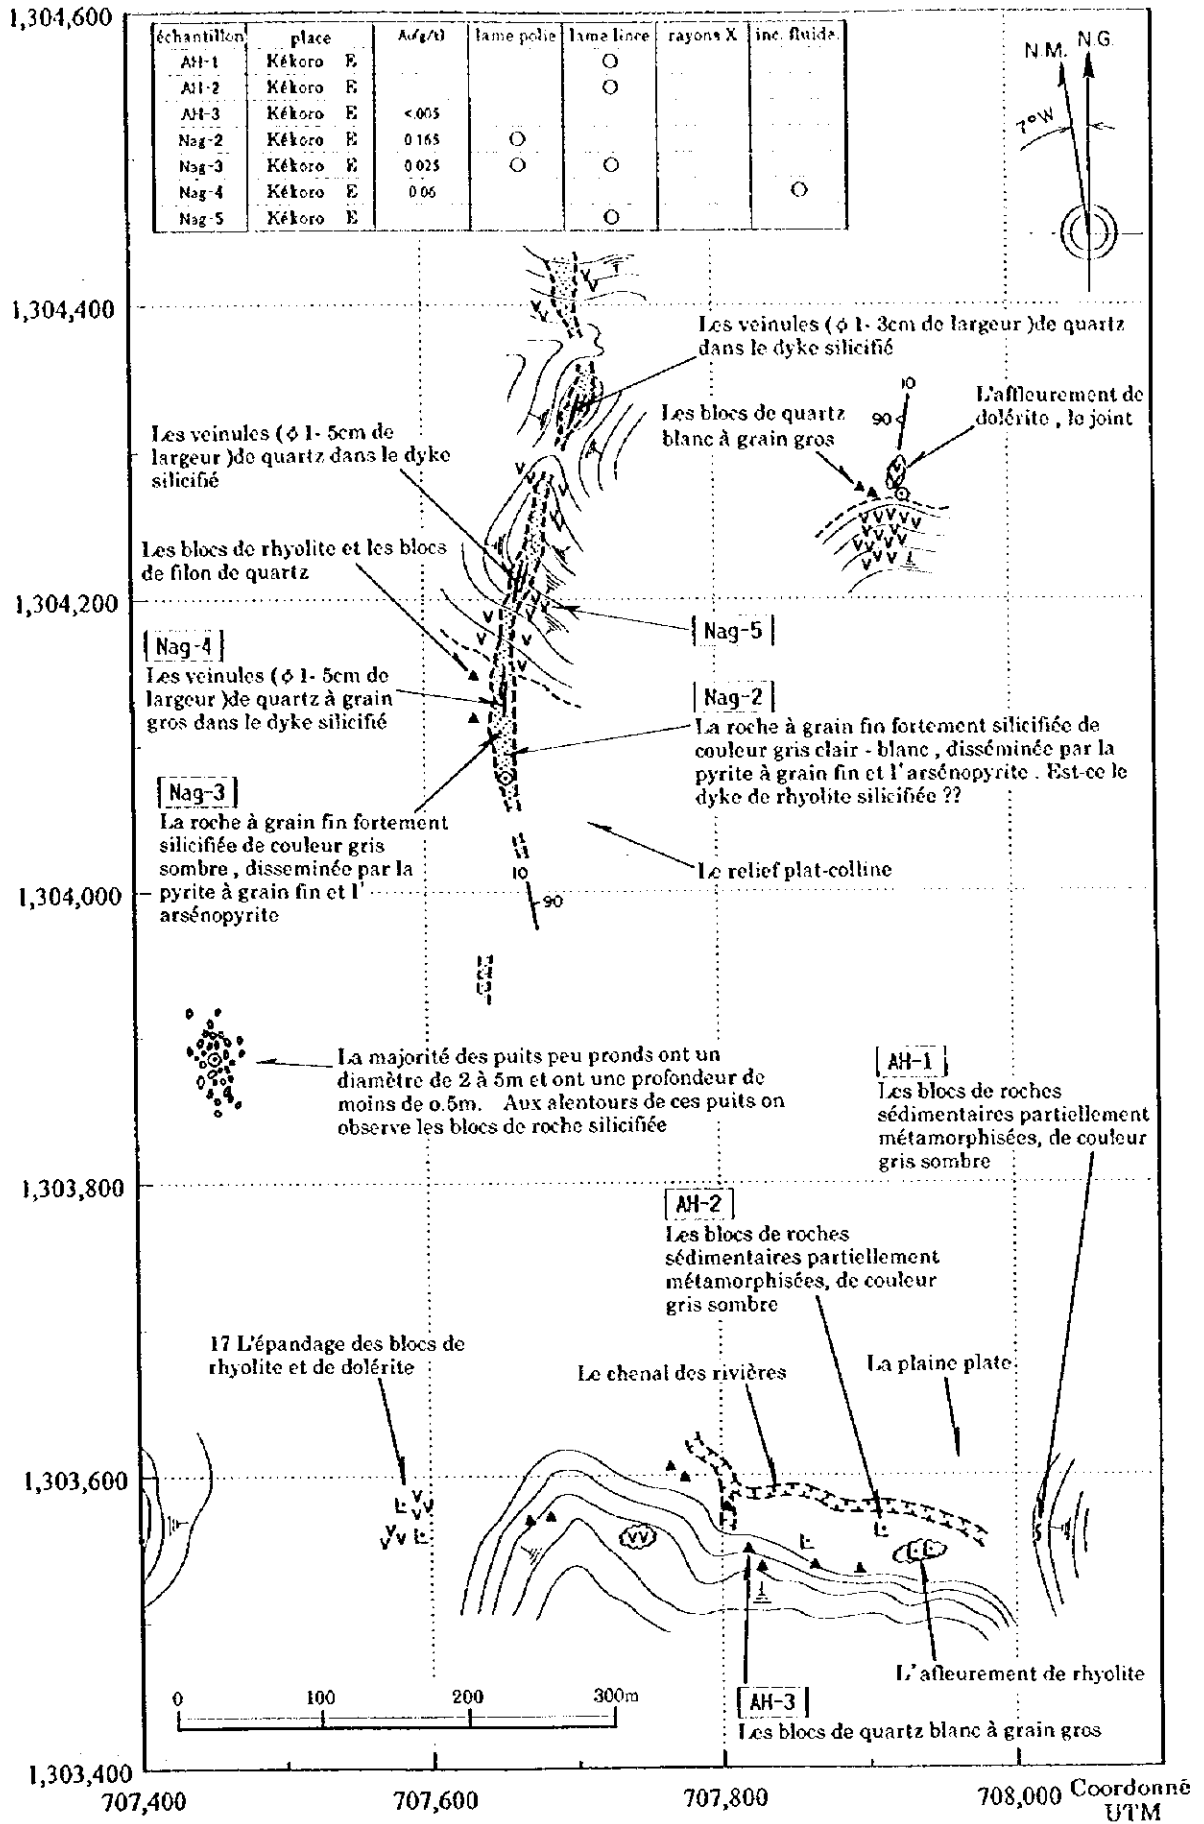 1,304,600
échantillon place Au(g/t) lame polie lame lince rayons X inc. fluide.
AH-1 Kékoro E O
AH-2 Kékoro E O
AH-3 Kékoro E <.005
Nag-2 Kékoro E 0.165 O
Nag-3 Kékoro E 0.025 O O
Nag-4 Kékoro E 0.06 O
Nag-5 Kékoro E O
N.M. N.G.
7°W
1,304,400
Les veinules (φ 1- 3cm de largeur )de quartz
dans le dyke silicifié
Les blocs de quartz
blanc à grain gros
10
90
L'affleurement de
dolérite , le joint
Les veinules (φ 1- 5cm de
largeur )de quartz dans le dyke
silicifié
Les blocs de rhyolite et les blocs
de filon de quartz
1,304,200
Nag-4
Les veinules (φ 1- 5cm de
largeur )de quartz à grain
gros dans le dyke silicifié
Nag-5
Nag-2
La roche à grain fin fortement silicifiée de
couleur gris clair - blanc , disséminée par la
pyrite à grain fin et l'arsénopyrite . Est-ce le
dyke de rhyolite silicifiée ??
Nag-3
La roche à grain fin fortement
silicifiée de couleur gris
sombre , disseminée par la
pyrite à grain fin et l'
arsénopyrite
Le relief plat-colline
10
90
1,304,000
La majorité des puits peu pronds ont un
diamètre de 2 à 5m et ont une profondeur de
moins de 0.5m. Aux alentours de ces puits on
observe les blocs de roche silicifiée
AH-1
Les blocs de roches
sédimentaires partiellement
métamorphisées, de couleur
gris sombre
1,303,800
AH-2
Les blocs de roches
sédimentaires partiellement
métamorphisées, de couleur
gris sombre
17 L'épandage des blocs de
rhyolite et de dolérite
Le chenal des rivières
La plaine plate
1,303,600
L'afleurement de rhyolite
0 100 200 300m
AH-3
Les blocs de quartz blanc à grain gros
1,303,400
707,400 707,600 707,800 708,000 Coordonné
UTM